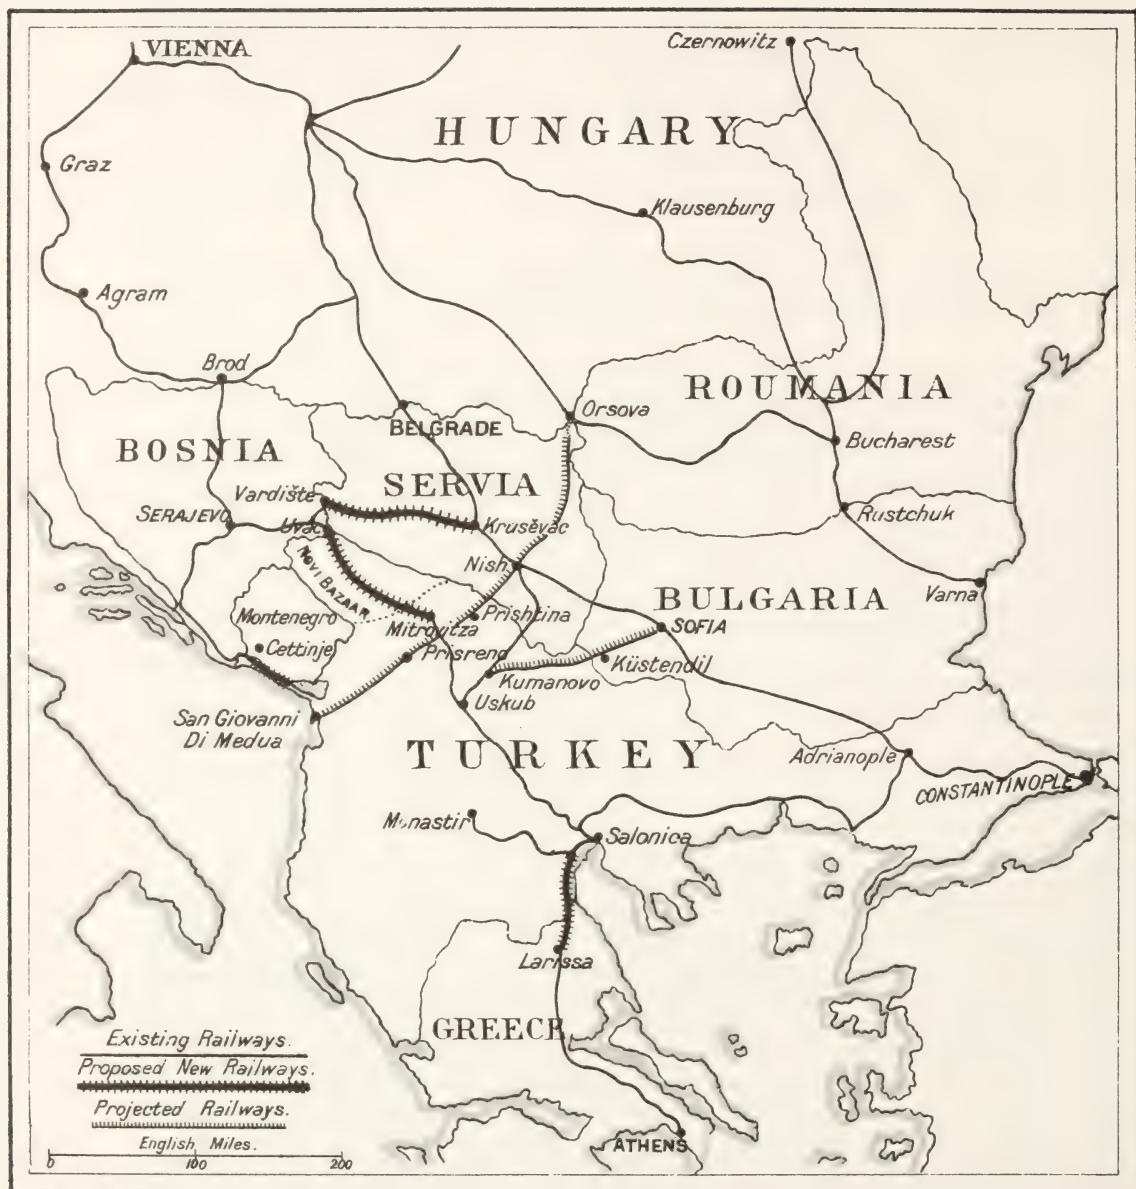 VIENNA
Czernowitz
HUNGARY
Graz
Klausenburg
Agram
Brod
ROUMANIA
Orsova
BELGRADE
Bucharest
BOSNIA
SERVIA
Vardište
SERAJEVO
Uvac
Krusěvac
Rustchuk
NOVI BAZAAR
Nish
Varna
BULGARIA
Montenegro
Mitrovitza
Prishtina
SOFIA
Cettinje
Prisrend
Küstendil
Kumanovo
Uskub
San Giovanni
Di Medua
TURKEY
Adrianople
CONSTANTINOPLE
Monastir
Salonica
Larissa
GREECE
ATHENS
Existing Railways.
Proposed New Railways.
Projected Railways.
English Miles.
0 100 200